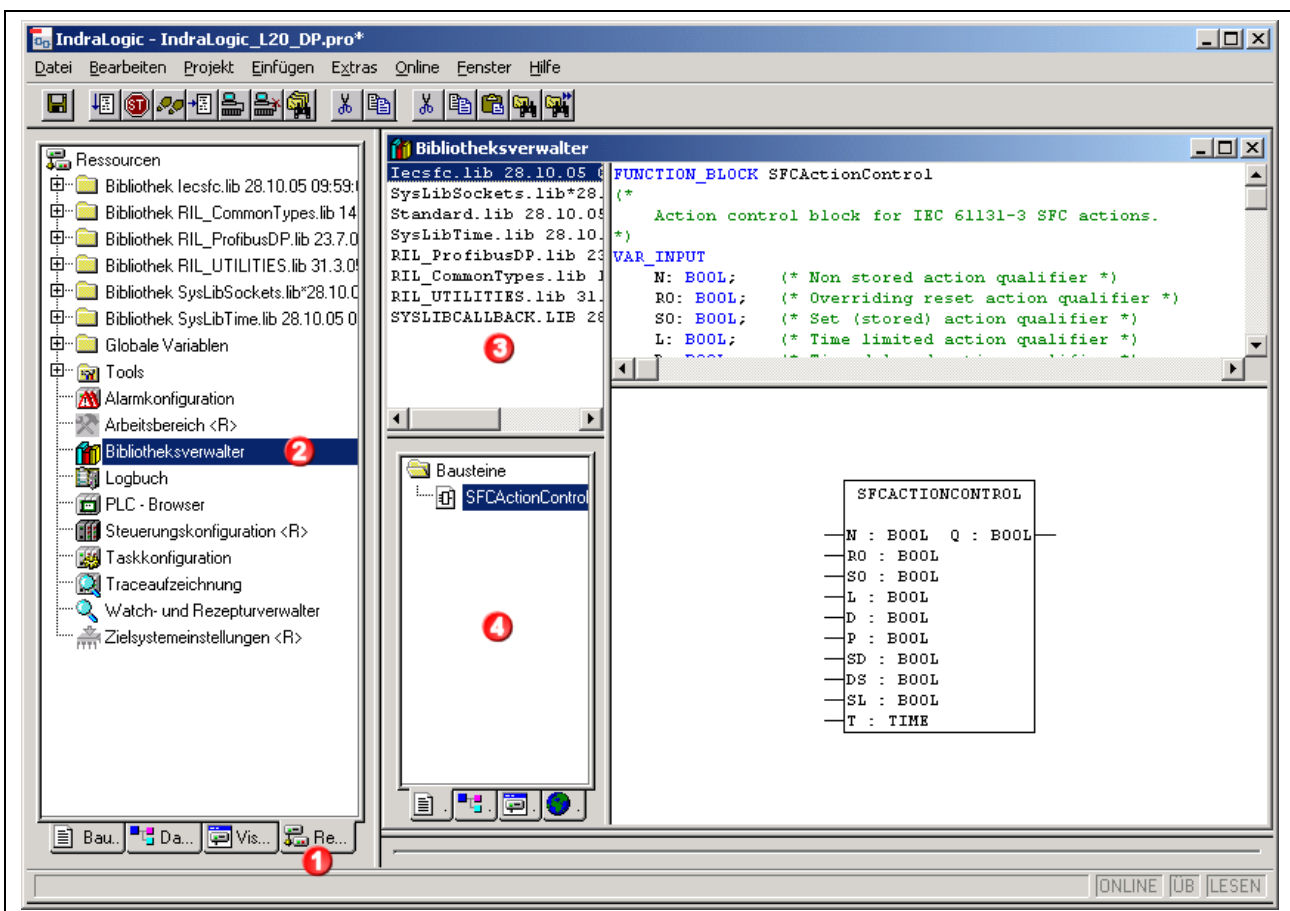 IndraLogic - IndraLogic_L20_DP.pro*
Datei Bearbeiten Projekt Einfügen Extras Online Fenster Hilfe
ST
Ressourcen
Bibliothek Iecsfc.lib 28.10.05 09:59:
Bibliothek RIL_CommonTypes.lib 14
Bibliothek RIL_ProfibusDP.lib 23.7.0
Bibliothek RIL_UTILITIES.lib 31.3.0
Bibliothek SysLibSockets.lib*28.10.0
Bibliothek SysLibTime.lib 28.10.05 0
Globale Variablen
Tools
Alarmkonfiguration
Arbeitsbereich <R>
Bibliotheksverwalter 2
Logbuch
PLC - Browser
Steuerungskonfiguration <R>
Taskkonfiguration
Traceaufzeichnung
Watch- und Rezepturverwalter
Zielsystemeinstellungen <R>
Bau.. Da... Vis... Re...
1
Bibliotheksverwalter
Iecsfc.lib 28.10.05
SysLibSockets.lib*28.
Standard.lib 28.10.05
SysLibTime.lib 28.10.
RIL_ProfibusDP.lib 23
RIL_CommonTypes.lib 1
RIL_UTILITIES.lib 31.
SYSLIBCALLBACK.LIB 28
3
FUNCTION_BLOCK SFCActionControl
(*
Action control block for IEC 61131-3 SFC actions.
*)
VAR_INPUT
N: BOOL; (* Non stored action qualifier *)
R0: BOOL; (* Overriding reset action qualifier *)
S0: BOOL; (* Set (stored) action qualifier *)
L: BOOL; (* Time limited action qualifier *)
Bausteine
SFCActionControl
4
SFCACTIONCONTROL
N : BOOL Q : BOOL
R0 : BOOL
S0 : BOOL
L : BOOL
D : BOOL
P : BOOL
SD : BOOL
DS : BOOL
SL : BOOL
T : TIME
ONLINE ÜB LESEN